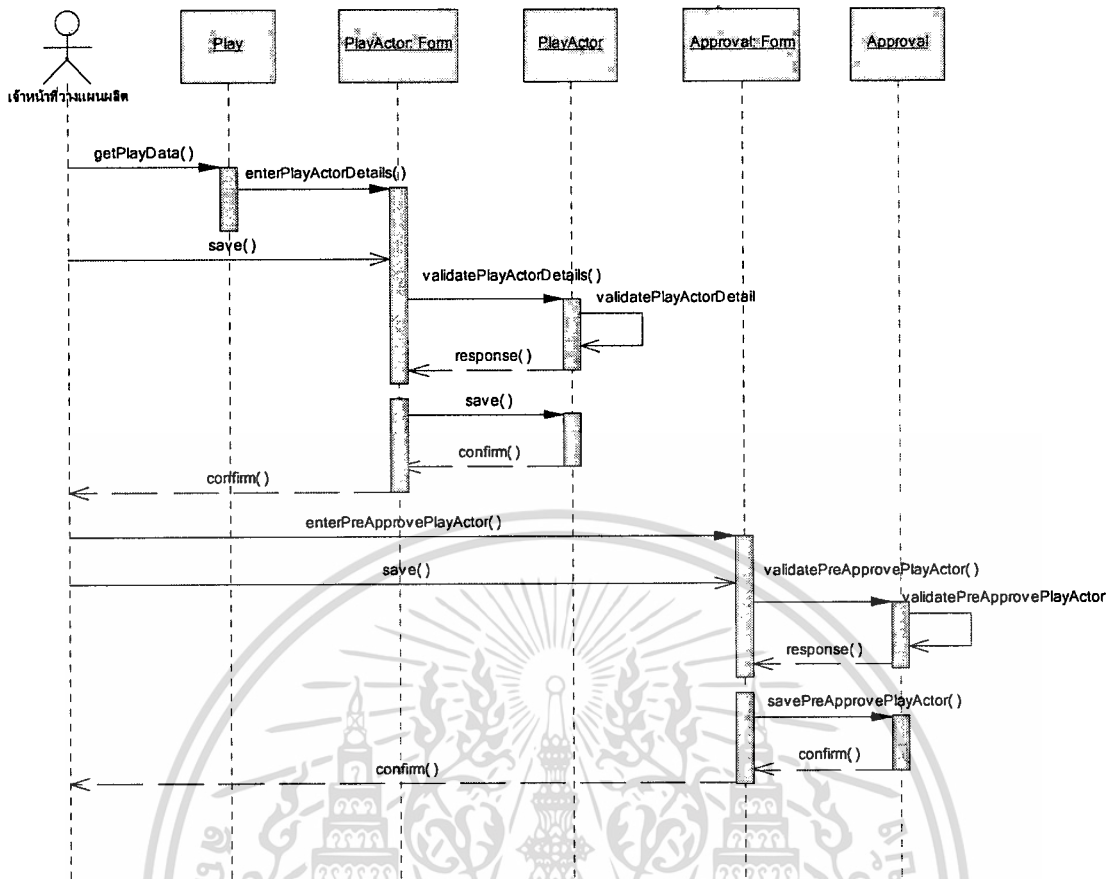 Play
PlayActor: Form
PlayActor
Approval: Form
Approval
เจ้าหน้าที่วางแผนผลิต
getPlayData()
enterPlayActorDetails()
save()
validatePlayActorDetails()
validatePlayActorDetail
response()
save()
confirm()
confirm()
enterPreApprovePlayActor()
save()
validatePreApprovePlayActor()
validatePreApprovePlayActor
response()
savePreApprovePlayActor()
confirm()
confirm()